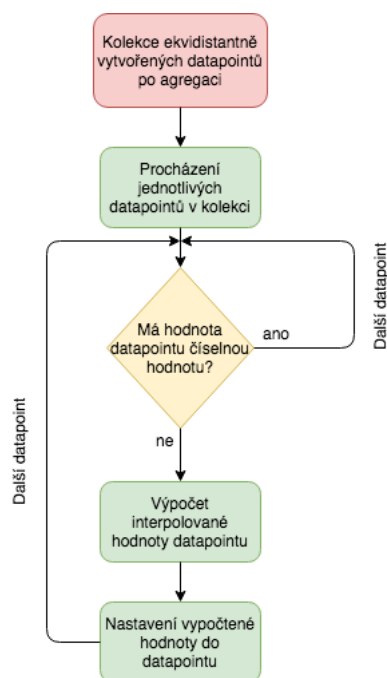 Kolekce ekvidistantně
vytvořených datapointů
po agregaci
Procházení
jednotlivých
datapointů v kolekci
Má hodnota
datapointu číselnou
hodnotu?
ano
Další datapoint
ne
Další datapoint
Výpočet
interpolované
hodnoty datapointu
Nastavení vypočtené
hodnoty do
datapointu